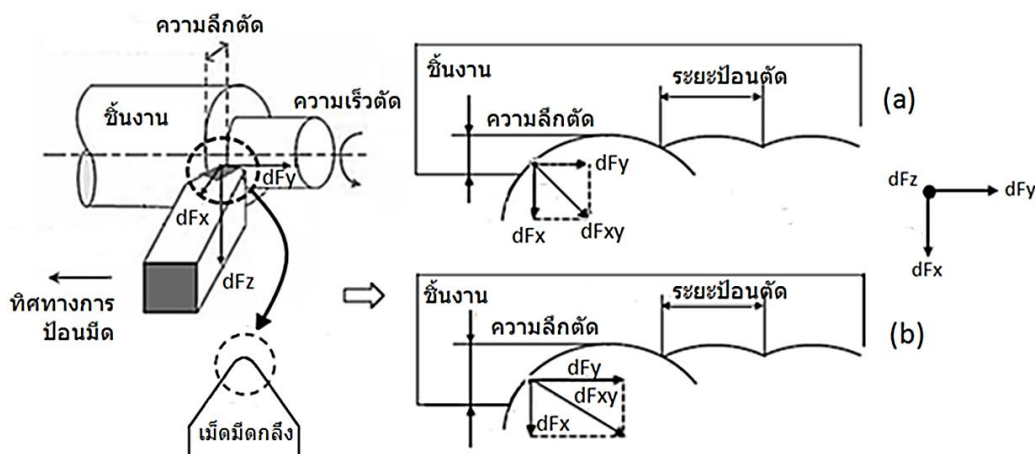 ความลึกตัด
ชิ้นงาน
ความเร็วตัด
dFy
dFx
dFz
ทิศทางการ
ป้อนมีด
เม็ดมีดกลึง
ชิ้นงาน
ระยะป้อนตัด
(a)
ความลึกตัด
dFy
dFx
dFxy
dFz
dFy
dFx
ชิ้นงาน
ระยะป้อนตัด
(b)
ความลึกตัด
dFy
dFxy
dFx